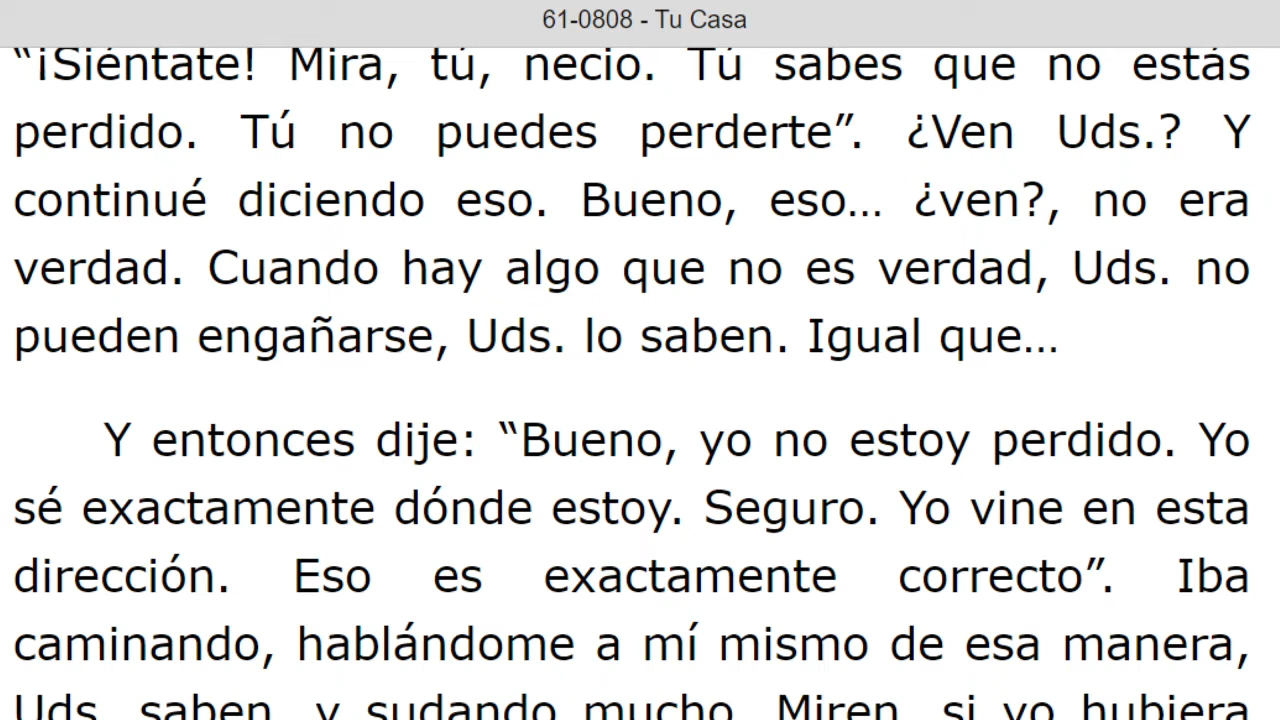 61-0808 - Tu Casa
“¡Siéntate! Mira, tú, necio. Tú sabes que no estás
perdido. Tú no puedes perderte”. ¿Ven Uds.? Y
continué diciendo eso. Bueno, eso… ¿ven?, no era
verdad. Cuando hay algo que no es verdad, Uds. no
pueden engañarse, Uds. lo saben. Igual que…
Y entonces dije: “Bueno, yo no estoy perdido. Yo
sé exactamente dónde estoy. Seguro. Yo vine en esta
dirección. Eso es exactamente correcto”. Iba
caminando, hablándome a mí mismo de esa manera,
Uds. saben, y sudando mucho. Miren, si yo hubiera